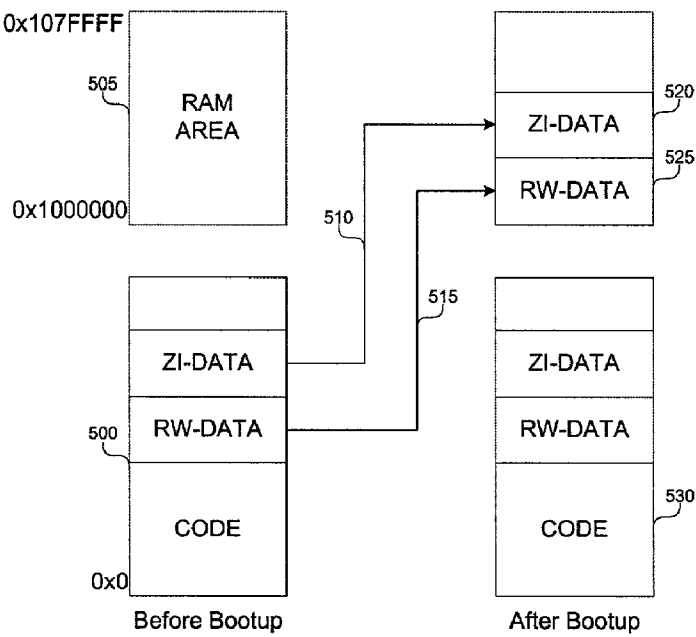 0x107FFFF
505
RAM
AREA
0x1000000
520
ZI-DATA
525
RW-DATA
510
515
ZI-DATA
RW-DATA
500
CODE
0x0
ZI-DATA
RW-DATA
530
CODE
Before Bootup
After Bootup